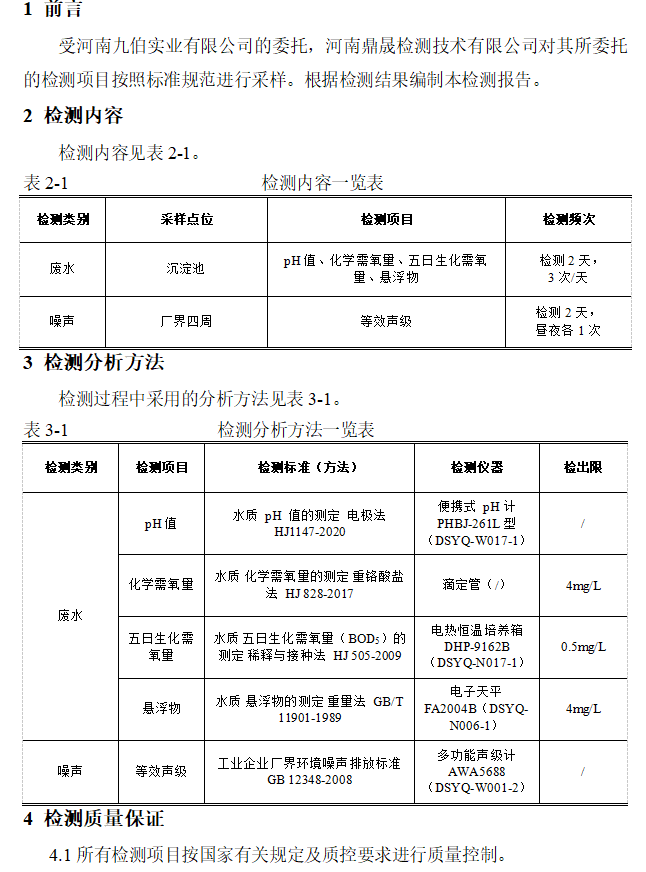 1 前言
受河南九伯实业有限公司的委托，河南鼎晟检测技术有限公司对其所委托
的检测项目按照标准规范进行采样。根据检测结果编制本检测报告。
2 检测内容
检测内容见表 2-1。
表 2-1 检测内容一览表
检测类别 采样点位 检测项目 检测频次
废水 沉淀池 pH 值、化学需氧量、五日生化需氧
量、悬浮物 检测 2 天，
3 次/天
噪声 厂界四周 等效声级 检测 2 天，
昼夜各 1 次
3 检测分析方法
检测过程中采用的分析方法见表 3-1。
表 3-1 检测分析方法一览表
检测类别 检测项目 检测标准（方法） 检测仪器 检出限
废水
pH 值 水质 pH 值的测定 电极法
HJ1147-2020 便携式 pH 计
PHBJ-261L 型
（DSYQ-W017-1） /
化学需氧量 水质 化学需氧量的测定 重铬酸盐
法 HJ 828-2017 滴定管（ / ） 4mg/L
五日生化需
氧量 水质 五日生化需氧量（BOD₅）的
测定 稀释与接种法 HJ 505-2009 电热恒温培养箱
DHP-9162B
（DSYQ-N017-1） 0.5mg/L
悬浮物 水质 悬浮物的测定 重量法 GB/T
11901-1989 电子天平
FA2004B（DSYQ-
N006-1） 4mg/L
噪声 等效声级 工业企业厂界环境噪声排放标准
GB 12348-2008 多功能声级计
AWA5688
（DSYQ-W001-2） /
4 检测质量保证
4.1 所有检测项目按国家有关规定及质控要求进行质量控制。